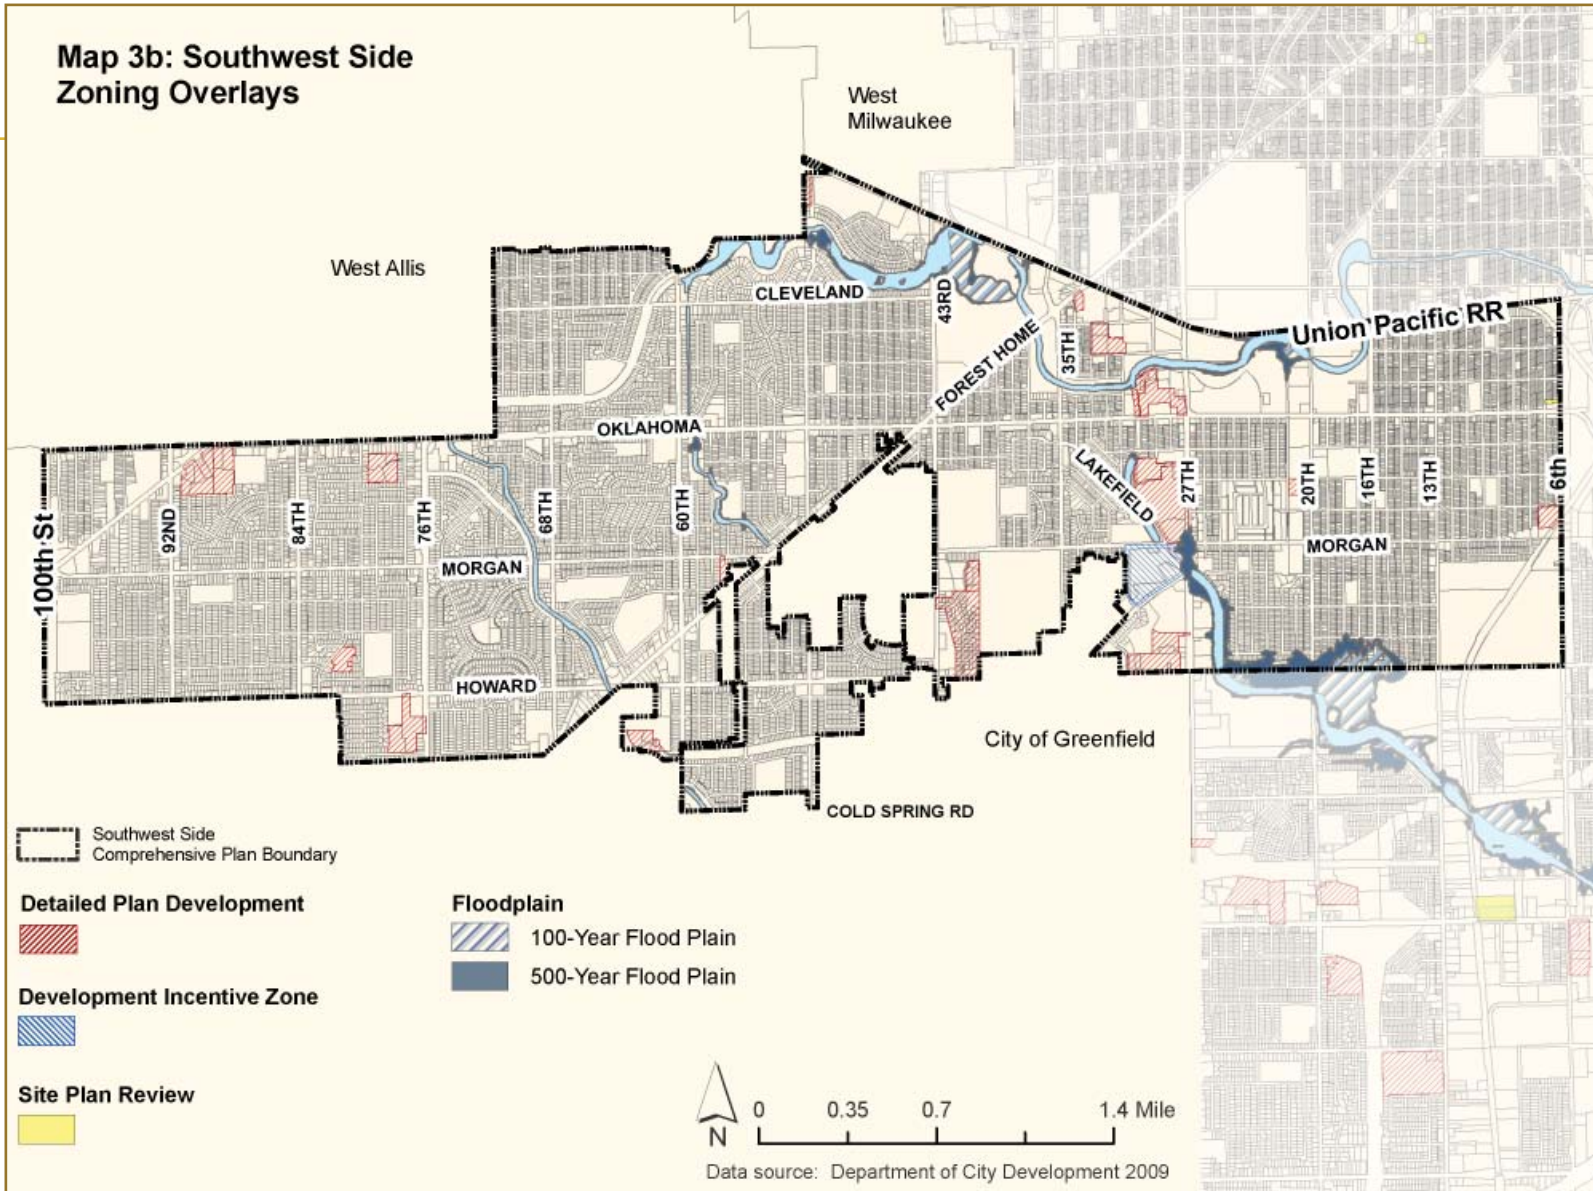 Map 3b: Southwest Side
Zoning Overlays
West
Milwaukee
West Allis
CLEVELAND
43RD
FOREST HOME
35TH
Union Pacific RR
OKLAHOMA
LAKEFIELD
27TH
20TH
16TH
13TH
6th
100th St
92ND
84TH
76TH
68TH
60TH
MORGAN
MORGAN
HOWARD
City of Greenfield
COLD SPRING RD
Southwest Side
Comprehensive Plan Boundary
Detailed Plan Development
Development Incentive Zone
Site Plan Review
Floodplain
100-Year Flood Plain
500-Year Flood Plain
N
0 0.35 0.7 1.4 Mile
Data source: Department of City Development 2009